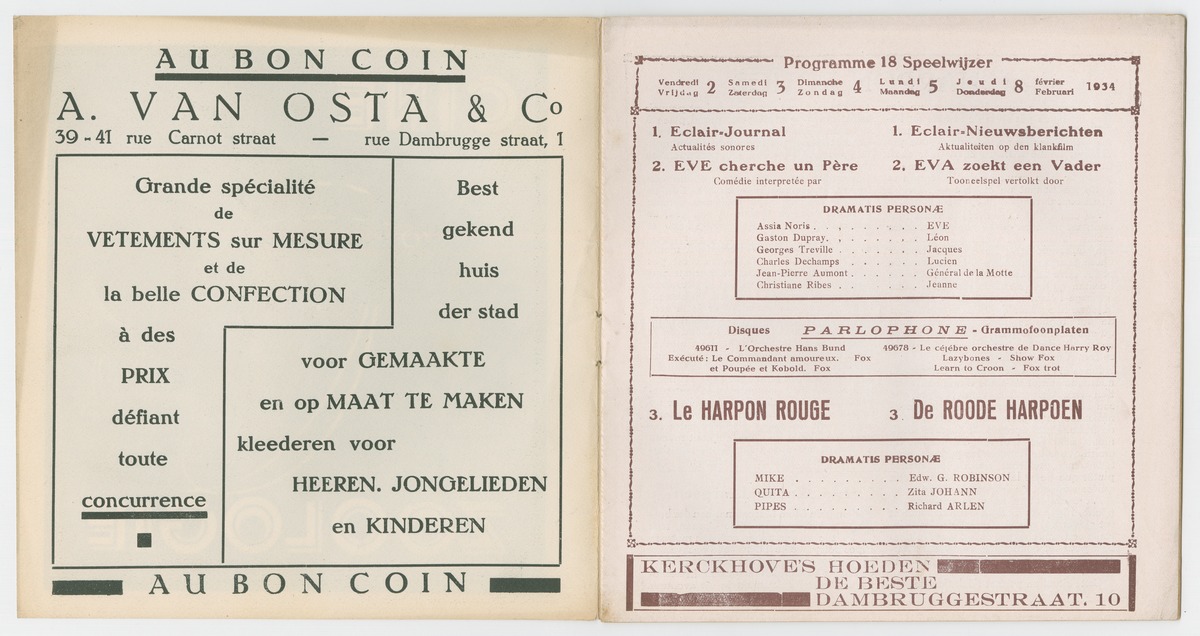 AU BON COIN
A. VAN OSTA & Co
39-41 rue Carnot straat — rue Dambrugge straat, 1
Grande spécialité
de
VETEMENTS sur MESURE
et de
la belle CONFECTION
à des
PRIX
défiant
toute
concurrence
Best
gekend
huis
der stad
voor GEMAAKTE
en op MAAT TE MAKEN
kleederen voor
HEEREN. JONGELIEDEN
en KINDEREN
AU BON COIN
Programme 18 Speelwijzer
Vendredi 2 Samedi 3 Dimanche 4 Lundi 5 Jeudi 8 février 1934
Vrijdag Zaterdag Zondag Maandag Donderdag Februari
1. Eclair-Journal
Actualités sonores
2. EVE cherche un Père
Comédie interpretée par
1. Eclair-Nieuwsberichten
Aktualiteiten op den klankfilm
2. EVA zoekt een Vader
Tooneelspel vertolkt door
DRAMATIS PERSONÆ
Assia Noris . . . . . . . . EVE
Gaston Dupray. . . . . . . . Léon
Georges Treville . . . . . . . Jacques
Charles Dechamps . . . . . . Lucien
Jean-Pierre Aumont . . . . . . Général de la Motte
Christiane Ribes . . . . . . . Jeanne
Disques PARLOPHONE - Grammofoonplaten
49611 - L'Orchestre Hans Bund
Exécuté: Le Commandant amoureux. Fox
et Poupée et Kobold. Fox
49678 - Le célébre orchestre de Dance Harry Roy
Lazybones - Show Fox
Learn to Croon - Fox trot
3. Le HARPON ROUGE
3 De ROODE HARPOEN
DRAMATIS PERSONÆ
MIKE . . . . . . . . . Edw. G. ROBINSON
QUITA . . . . . . . . . Zita JOHANN
PIPES . . . . . . . . . Richard ARLEN
KERCKHOVE'S HOEDEN
DE BESTE
DAMBRUGGESTRAAT. 10